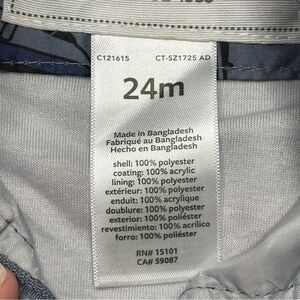 C12161S CT-SZ1725 AD
24m
Made in Bangladesh
Fabriqué au Bangladesh
Hecho en Bangladesh
shell: 100% polyester
coating: 100% acrylic
lining: 100% polyester
extérieur: 100% polyester
enduit: 100% acrylique
doublure: 100% polyester
exterior: 100% poliéster
revestimiento: 100% acrílico
forro: 100% poliéster
RN# 15101
CA# 59087